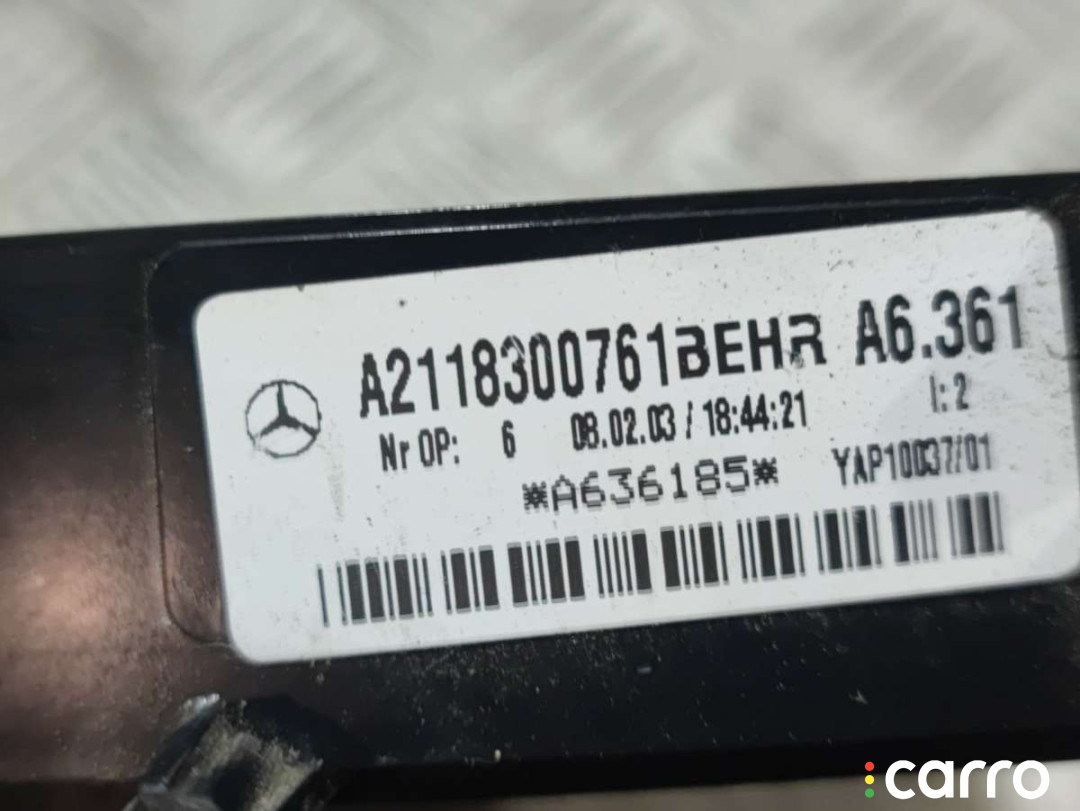 A2118300761BEHR A6.361
Nr OP: 6 08.02.03 / 18:44:21 I: 2
*A636185* YAP10037/01
carro